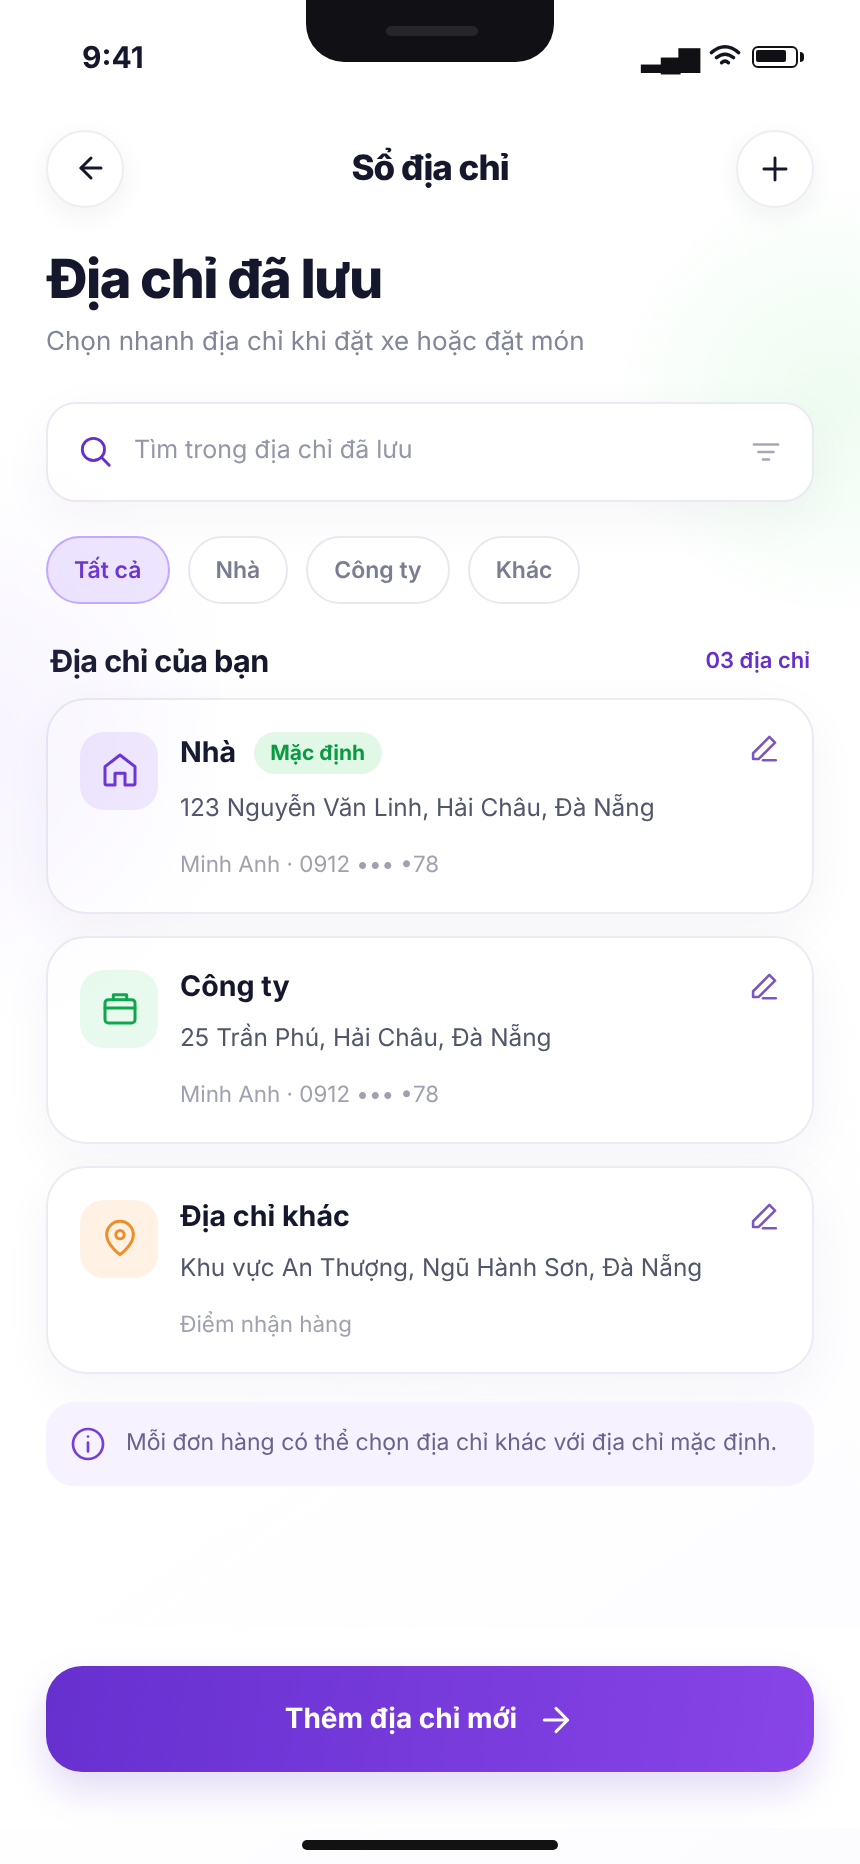 9:41
Sổ địa chỉ
Địa chỉ đã lưu
Chọn nhanh địa chỉ khi đặt xe hoặc đặt món
Tìm trong địa chỉ đã lưu
Tất cả
Nhà
Công ty
Khác
Địa chỉ của bạn
03 địa chỉ
Nhà
Mặc định
123 Nguyễn Văn Linh, Hải Châu, Đà Nẵng
Minh Anh · 0912 ••• •78
Công ty
25 Trần Phú, Hải Châu, Đà Nẵng
Minh Anh · 0912 ••• •78
Địa chỉ khác
Khu vực An Thượng, Ngũ Hành Sơn, Đà Nẵng
Điểm nhận hàng
Mỗi đơn hàng có thể chọn địa chỉ khác với địa chỉ mặc định.
Thêm địa chỉ mới